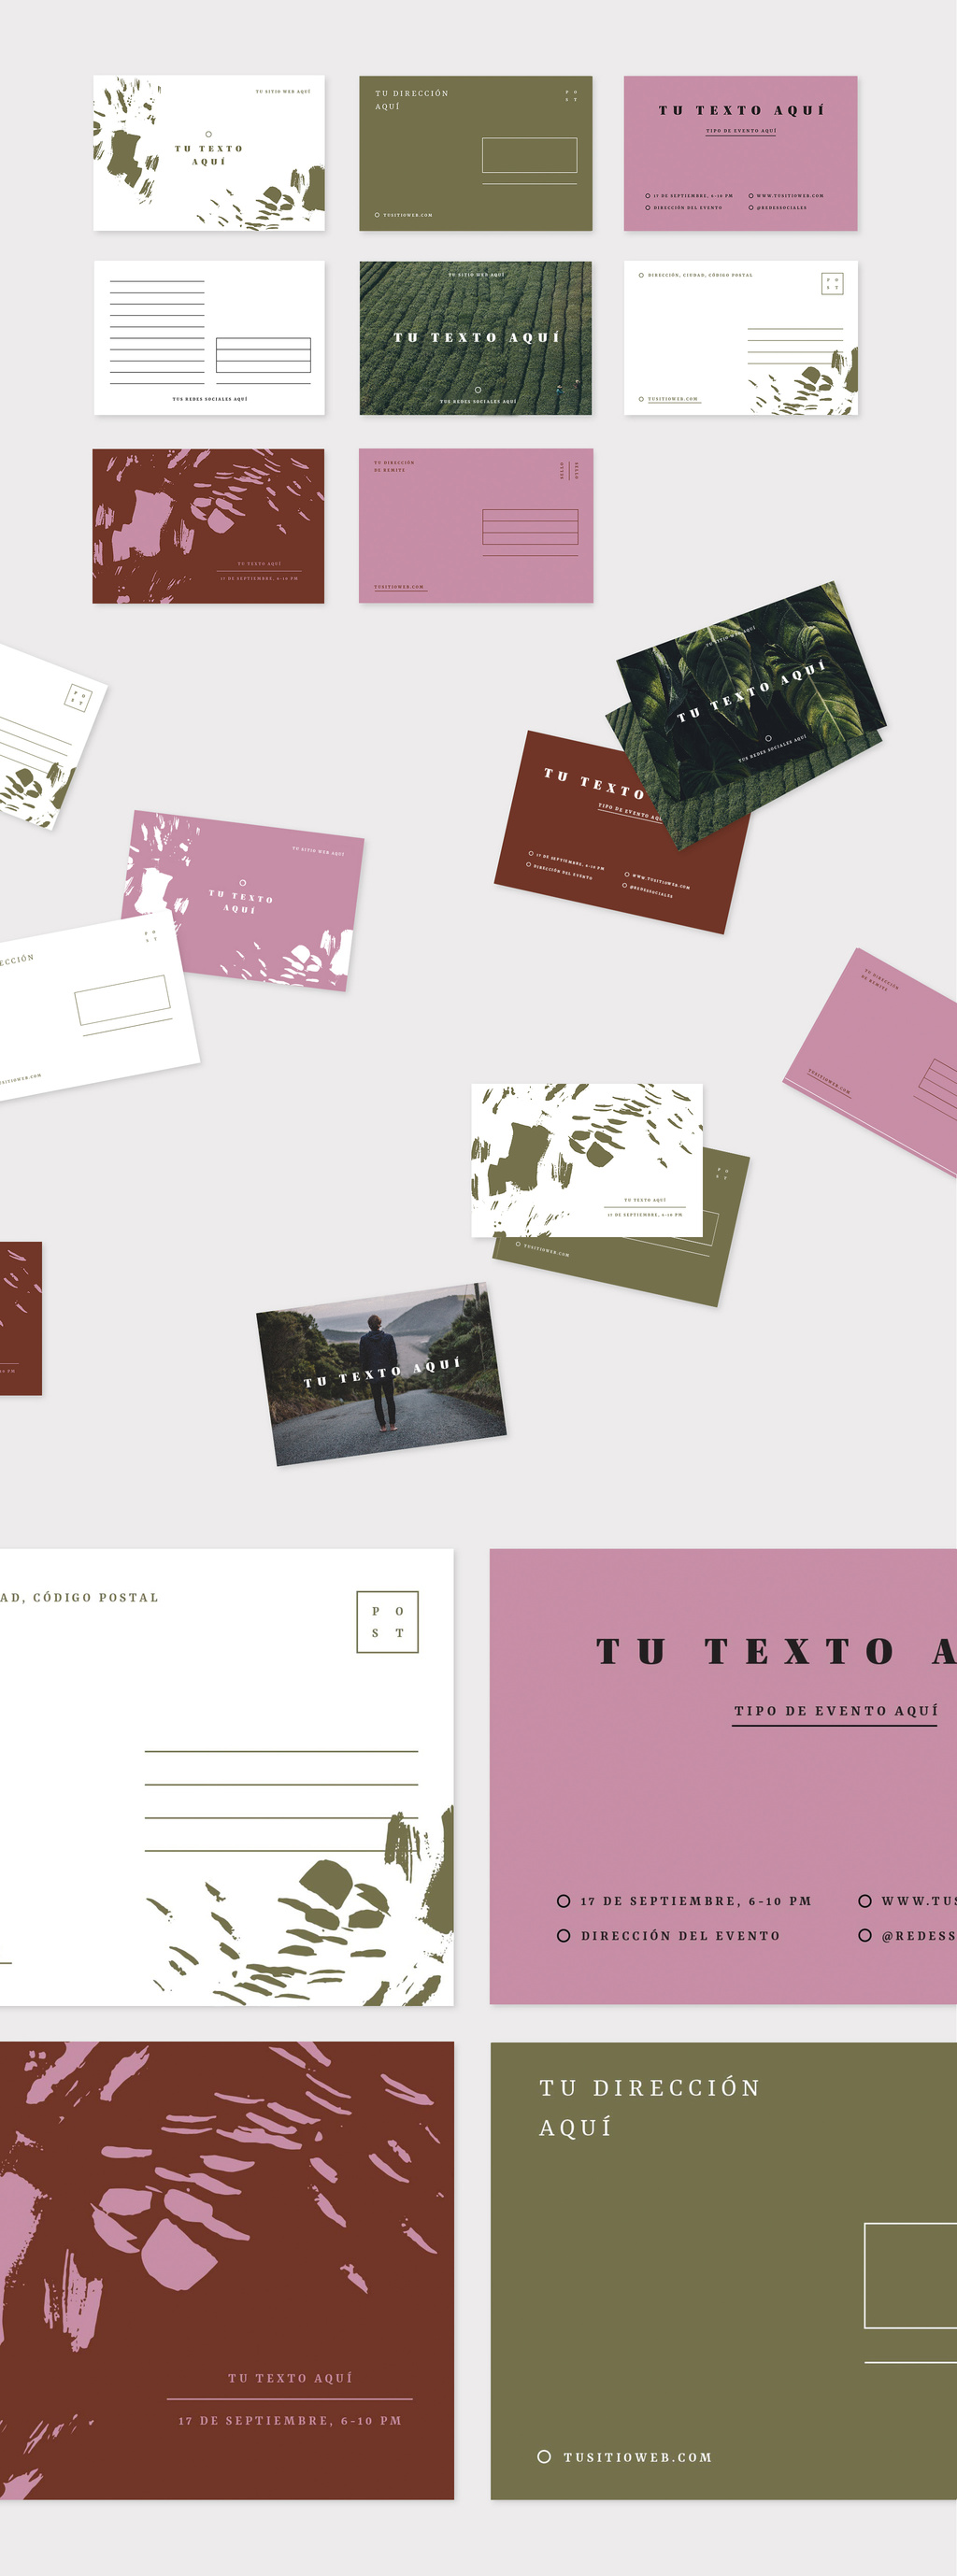 TU SITIO WEB AQUÍ
TU TEXTO
AQUÍ
TU DIRECCIÓN
AQUÍ
P O
S T
TUSITIOWEB.COM
TU TEXTO AQUÍ
TIPO DE EVENTO AQUÍ
17 DE SEPTIEMBRE, 6-10 PM
WWW.TUSITIOWEB.COM
DIRECCIÓN DEL EVENTO
@REDESSOCIALES
TUS REDES SOCIALES AQUÍ
TU SITIO WEB AQUÍ
TU TEXTO AQUÍ
TUS REDES SOCIALES AQUÍ
DIRECCIÓN, CIUDAD, CÓDIGO POSTAL
P O
S T
TUSITIOWEB.COM
TU TEXTO AQUÍ
17 DE SEPTIEMBRE, 6-10 PM
TU DIRECCIÓN
DE REMITE
SELLO
TUSITIOWEB.COM
TU SITIO WEB AQUÍ
TU TEXTO AQUÍ
TUS REDES SOCIALES AQUÍ
P O
S T
TU TEXTO
TIPO DE EVENTO AQU
17 DE SEPTIEMBRE, 6-10 PM
WWW.TUSITIOWEB.COM
DIRECCIÓN DEL EVENTO
@REDESSOCIALES
TU SITIO WEB AQUÍ
TU TEXTO
AQUÍ
P O
S T
ECCIÓN
SITIOWEB.COM
TU DIRECCIÓN
DE REMITE
TUSITIOWEB.COM
TU TEXTO AQUÍ
17 DE SEPTIEMBRE, 6-10 PM
P O
S T
TUSITIOWEB.COM
TU TEXTO AQUÍ
AD, CÓDIGO POSTAL
P O
S T
TU TEXTO A
TIPO DE EVENTO AQUÍ
17 DE SEPTIEMBRE, 6-10 PM
WWW.TUS
DIRECCIÓN DEL EVENTO
@REDESS
TU TEXTO AQUÍ
17 DE SEPTIEMBRE, 6-10 PM
TU DIRECCIÓN
AQUÍ
TUSITIOWEB.COM